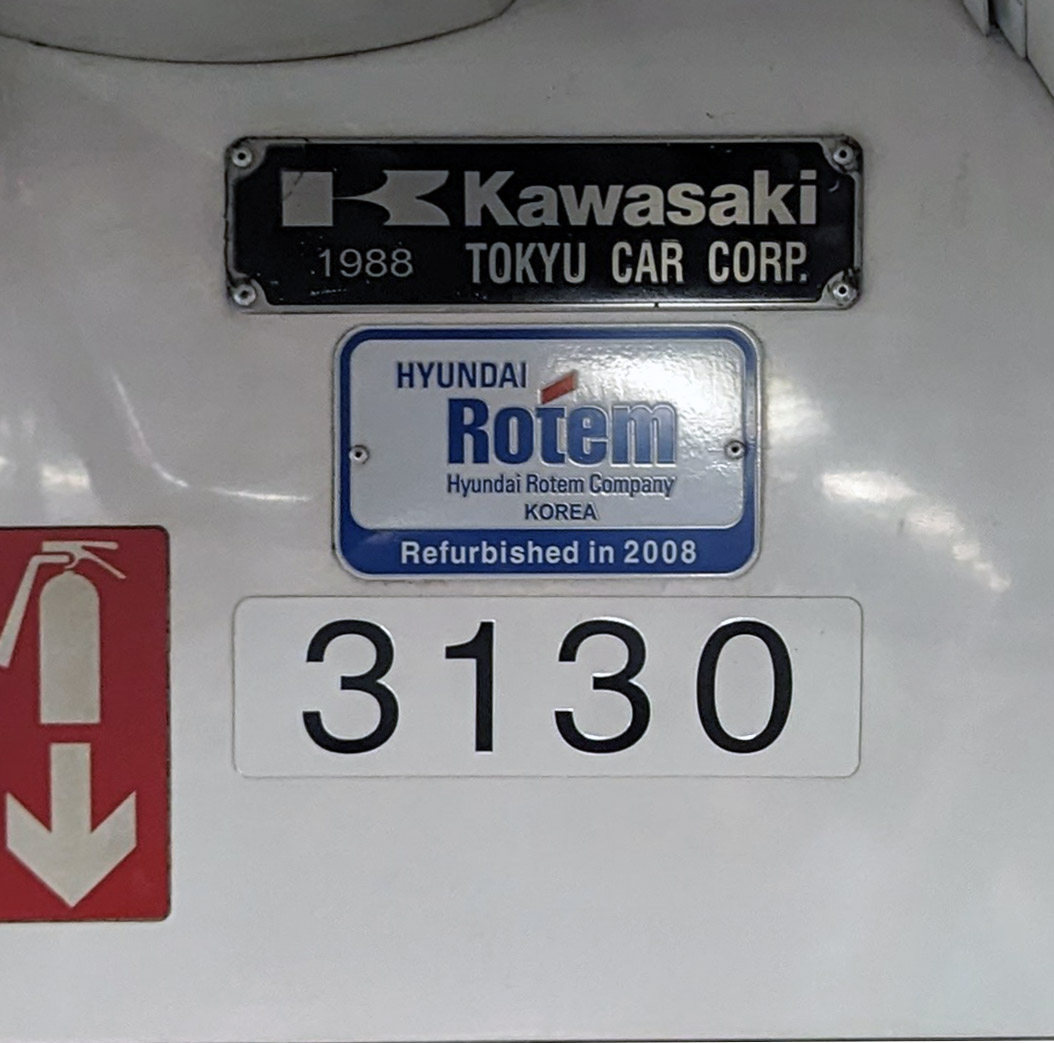 Kawasaki
1988 TOKYU CAR CORP.
HYUNDAI
Rotem
Hyundai Rotem Company
KOREA
Refurbished in 2008
3130